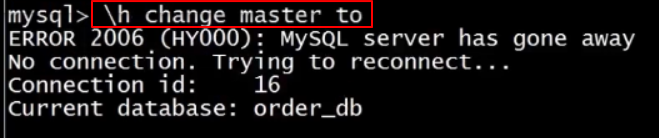 mysql> \h change master to
ERROR 2006 (HY000): MySQL server has gone away
No connection. Trying to reconnect...
Connection id:    16
Current database: order_db